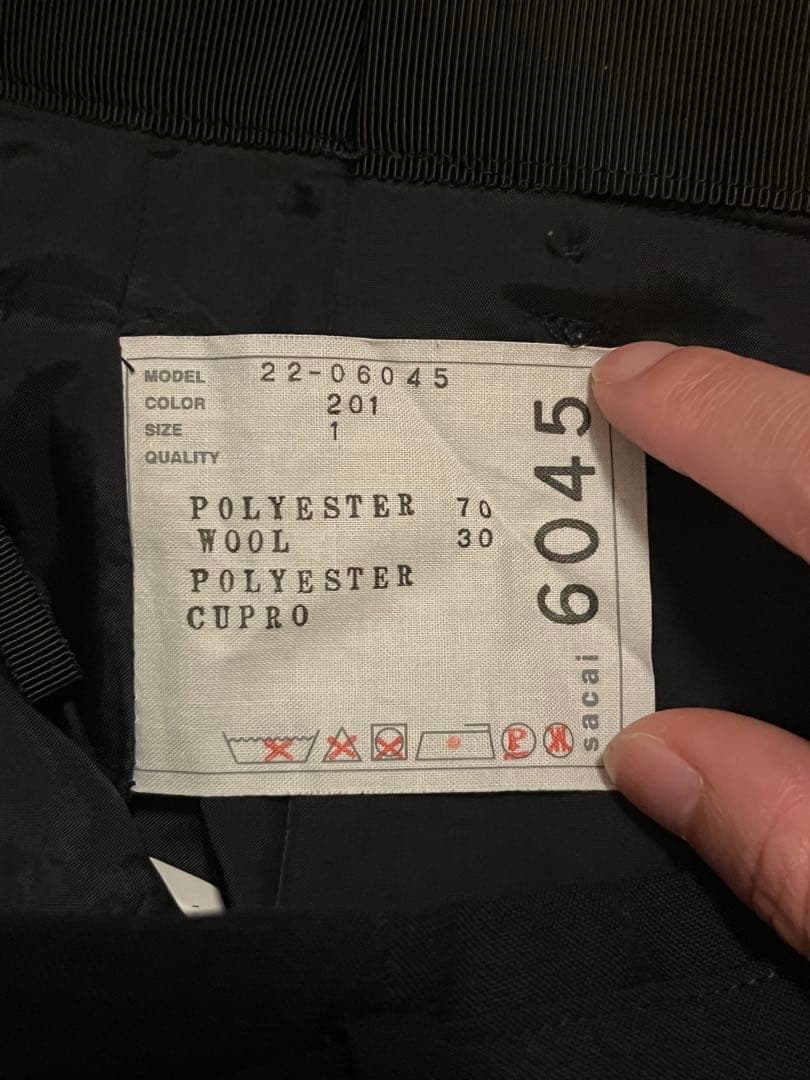 MODEL 22-06045
COLOR 201
SIZE 1
QUALITY
POLYESTER 70
WOOL 30
POLYESTER
CUPRO
P
W
sacai 6045